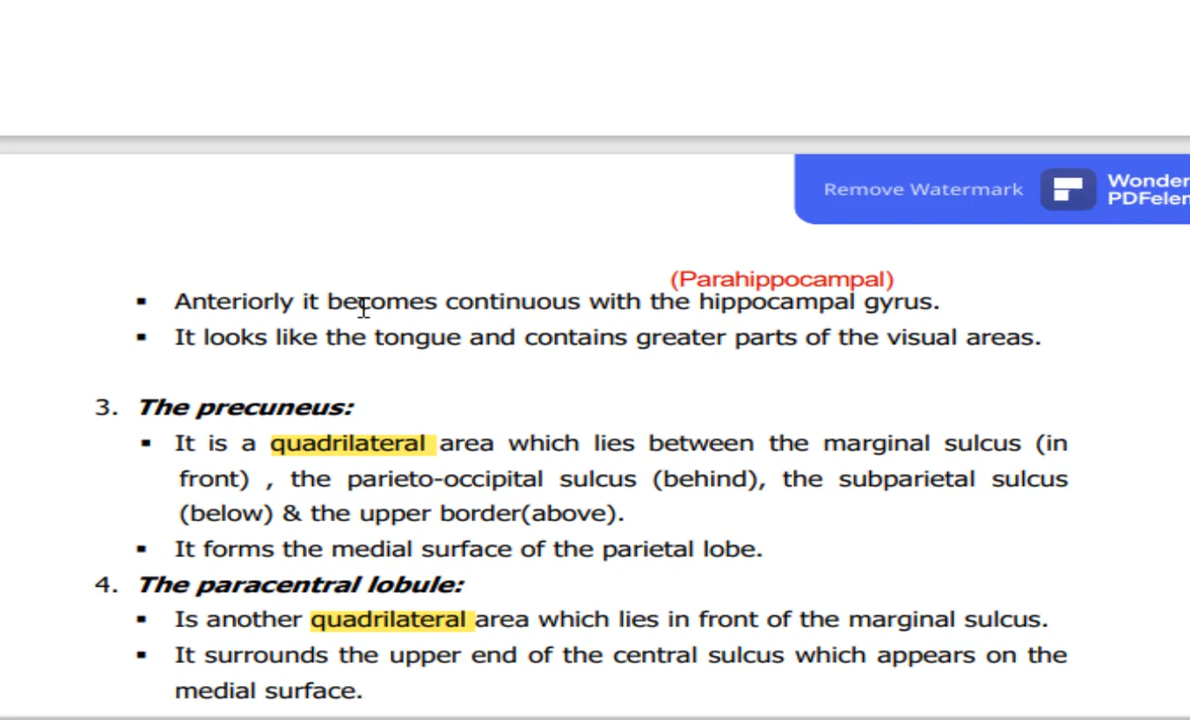 Remove Watermark
Wonder
PDFelem
(Parahippocampal)
▪ Anteriorly it becomes continuous with the hippocampal gyrus.
▪ It looks like the tongue and contains greater parts of the visual areas.
3. The precuneus:
▪ It is a quadrilateral area which lies between the marginal sulcus (in
front) , the parieto-occipital sulcus (behind), the subparietal sulcus
(below) & the upper border(above).
▪ It forms the medial surface of the parietal lobe.
4. The paracentral lobule:
▪ Is another quadrilateral area which lies in front of the marginal sulcus.
▪ It surrounds the upper end of the central sulcus which appears on the
medial surface.